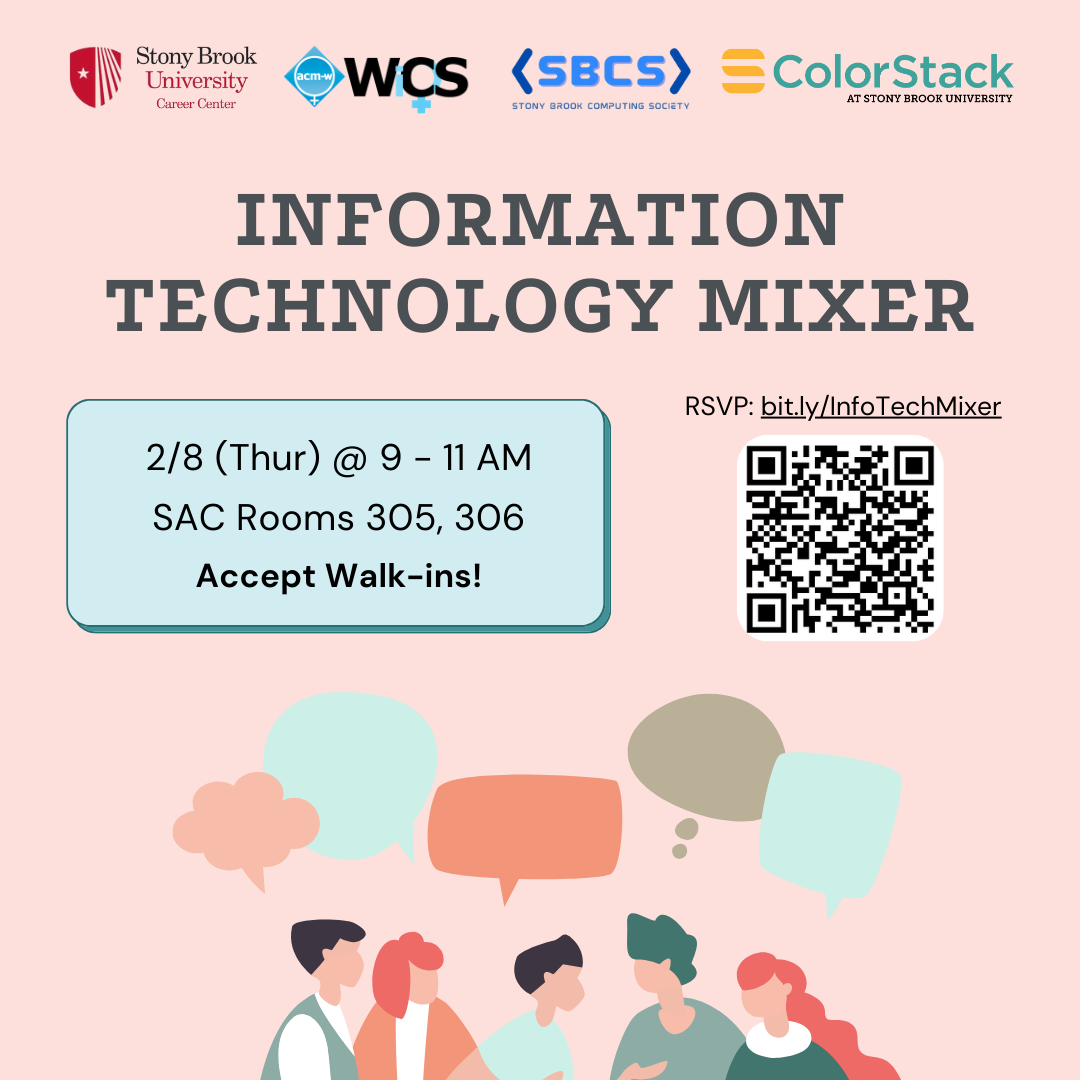 Stony Brook
University
Career Center
acm-w
WiCS
<SBCS>
STONY BROOK COMPUTING SOCIETY
ColorStack
AT STONY BROOK UNIVERSITY
INFORMATION
TECHNOLOGY MIXER
RSVP: bit.ly/InfoTechMixer
2/8 (Thur) @ 9 - 11 AM
SAC Rooms 305, 306
Accept Walk-ins!